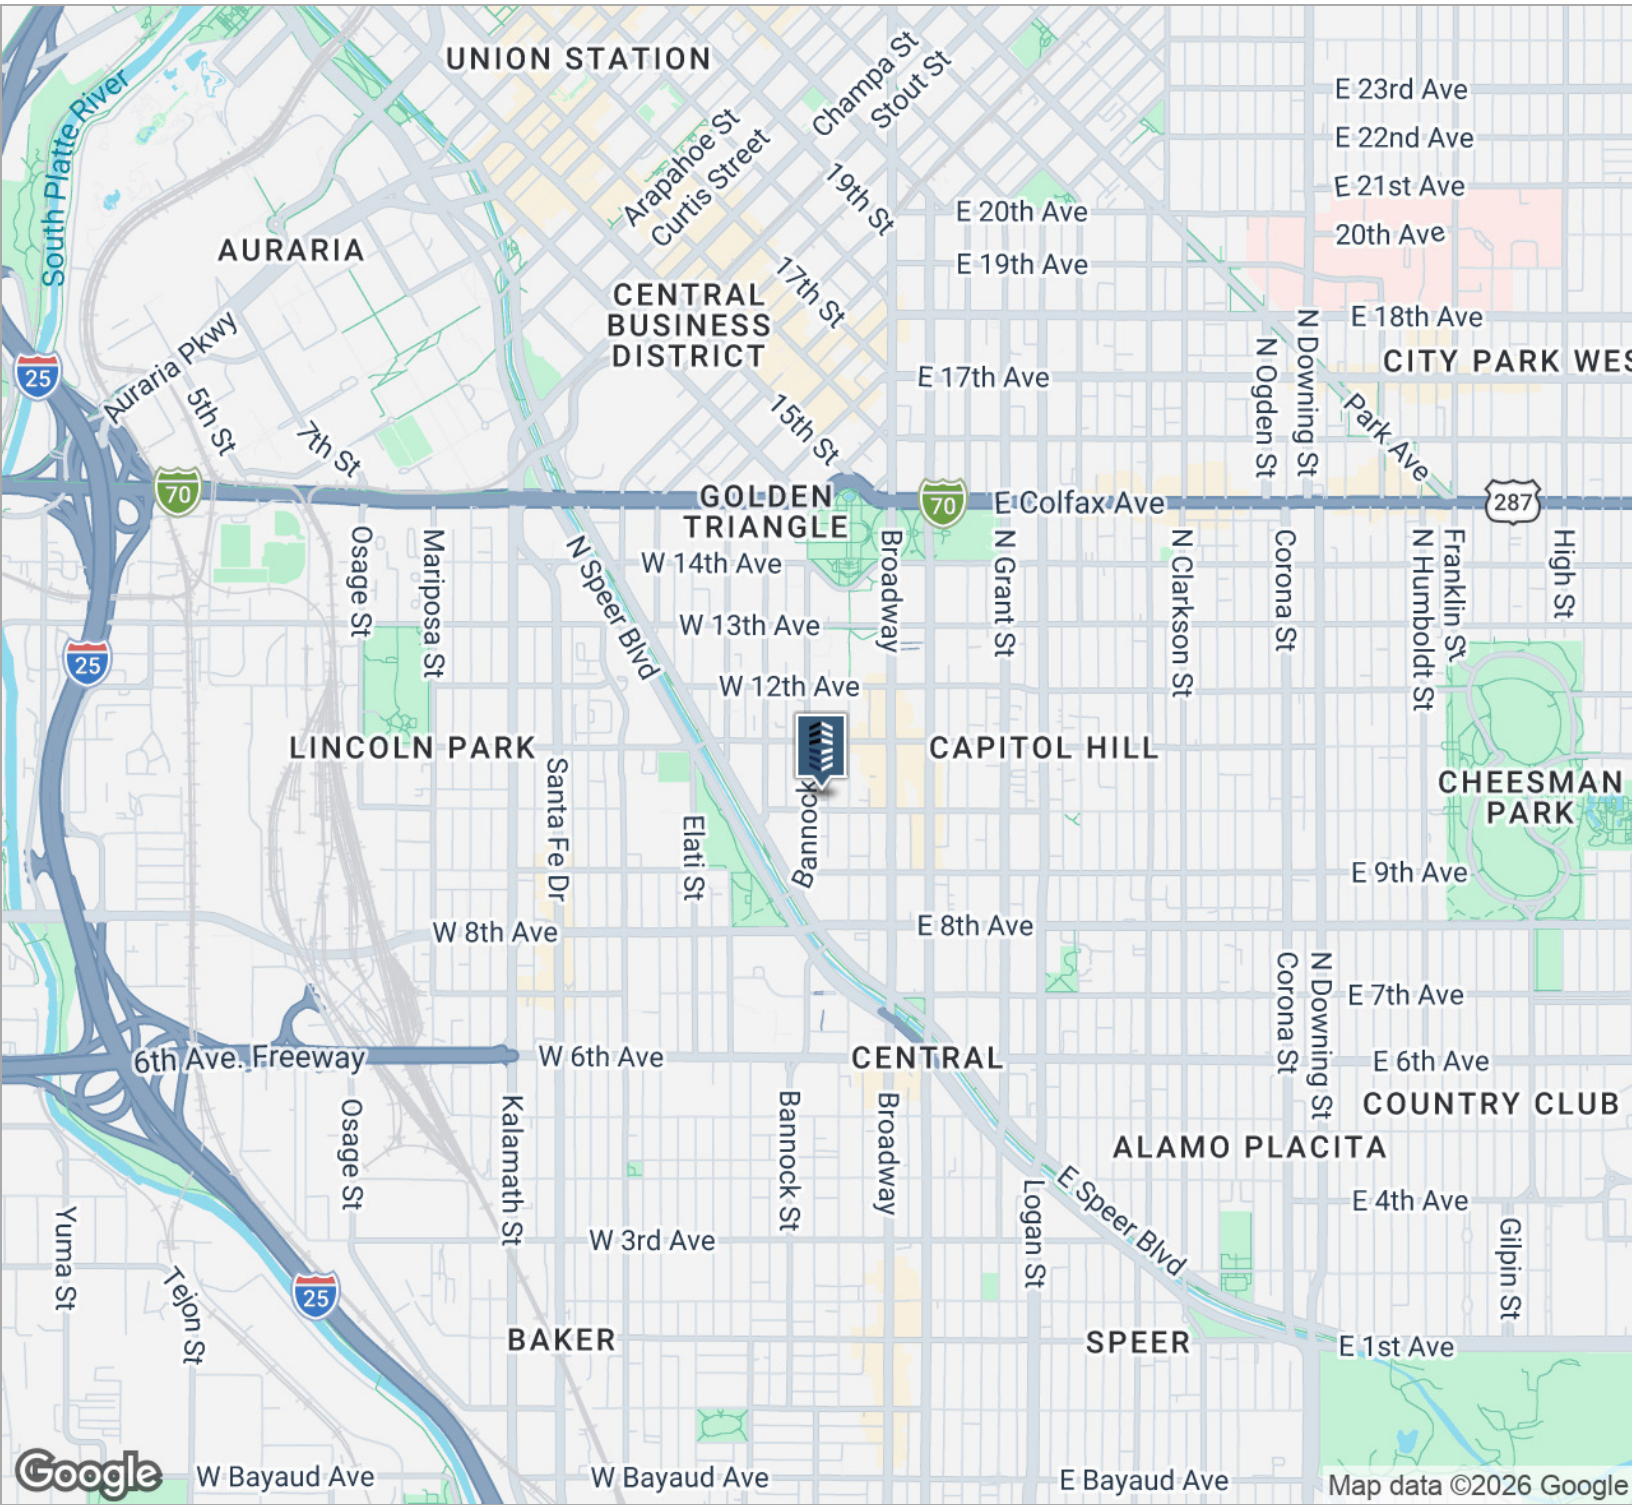 UNION STATION
Champa St
Stout St
E 23rd Ave
South Platte River
Arapahoe St
Curtis Street
E 22nd Ave
19th St
E 21st Ave
E 20th Ave
20th Ave
AURARIA
E 19th Ave
17th St
CENTRAL
BUSINESS
DISTRICT
E 18th Ave
N Ogden St
N Downing St
CITY PARK WES
25
Auraria Pkwy
E 17th Ave
5th St
7th St
15th St
Park Ave
70
GOLDEN
TRIANGLE
70
E Colfax Ave
287
Osage St
Mariposa St
N Speer Blvd
W 14th Ave
Broadway
N Grant St
N Clarkson St
Corona St
N Humboldt St
Franklin St
High St
W 13th Ave
25
W 12th Ave
LINCOLN PARK
CAPITOL HILL
CHEESMAN
PARK
Santa Fe Dr
Elati St
Bannock
E 9th Ave
W 8th Ave
E 8th Ave
Corona St
N Downing St
E 7th Ave
6th Ave. Freeway
W 6th Ave
CENTRAL
E 6th Ave
COUNTRY CLUB
Osage St
Kalamath St
Bannock St
Broadway
ALAMO PLACITA
Yuma St
Logan St
E Speer Blvd
E 4th Ave
Gilpin St
W 3rd Ave
Tejon St
25
BAKER
SPEER
E 1st Ave
Google
W Bayaud Ave
W Bayaud Ave
E Bayaud Ave
Map data ©2026 Google